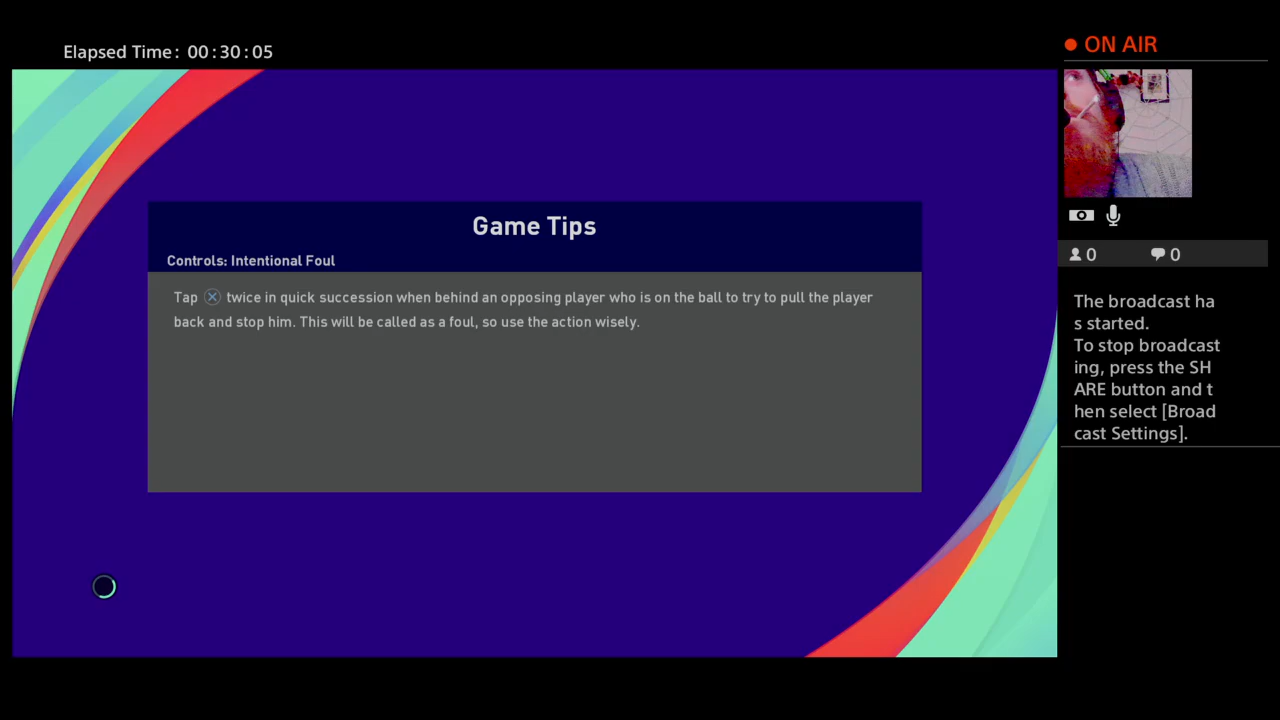 Elapsed Time: 00:30:05
ON AIR
Game Tips
Controls: Intentional Foul
Tap ⓧ twice in quick succession when behind an opposing player who is on the ball to try to pull the player
back and stop him. This will be called as a foul, so use the action wisely.
0 0
The broadcast ha
s started.
To stop broadcast
ing, press the SH
ARE button and t
hen select [Broad
cast Settings].